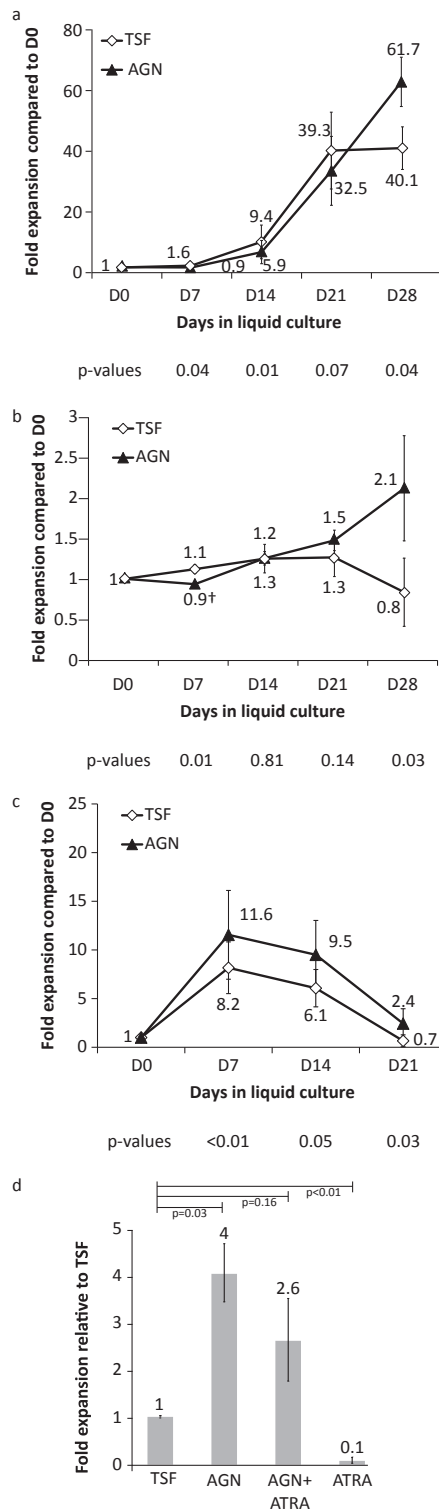 a
80
TSF
AGN
61.7
60
39.3
40
40.1
32.5
20
9.4
1.6
1
0.9
5.9
0
D0 D7 D14 D21 D28
Fold expansion compared to D0
Days in liquid culture
p-values 0.04 0.01 0.07 0.04
b
3
TSF
AGN
2.5
2.1
2
1.5
1.5
1.2
1.1
1
1
0.9†
1.3
1.3
0.8
0.5
0
D0 D7 D14 D21 D28
Fold expansion compared to D0
Days in liquid culture
p-values 0.01 0.81 0.14 0.03
c
25
TSF
AGN
20
15
11.6
10
9.5
8.2
6.1
5
2.4
1
0.7
0
D0 D7 D14 D21
Fold expansion compared to D0
Days in liquid culture
p-values <0.01 0.05 0.03
d
p<0.01
p=0.16
p=0.03
5
4
4
3
2.6
2
1
1
0.1
0
Fold expansion relative to TSF
TSF AGN AGN+ ATRA
ATRA